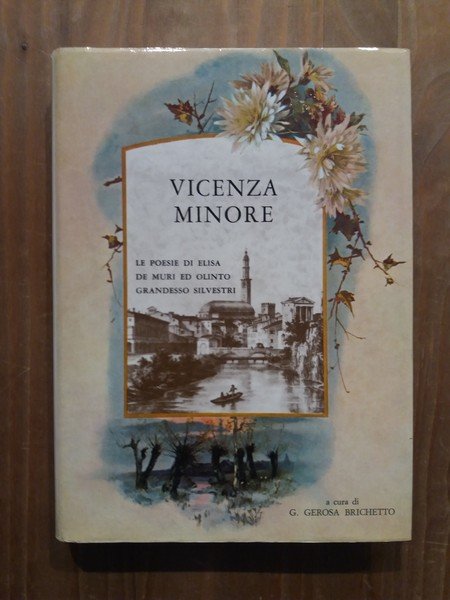 VICENZA
MINORE
LE POESIE DI ELISA
DE MURI ED OLINTO
GRANDESSO SILVESTRI
a cura di
G. GEROSA BRICHETTO